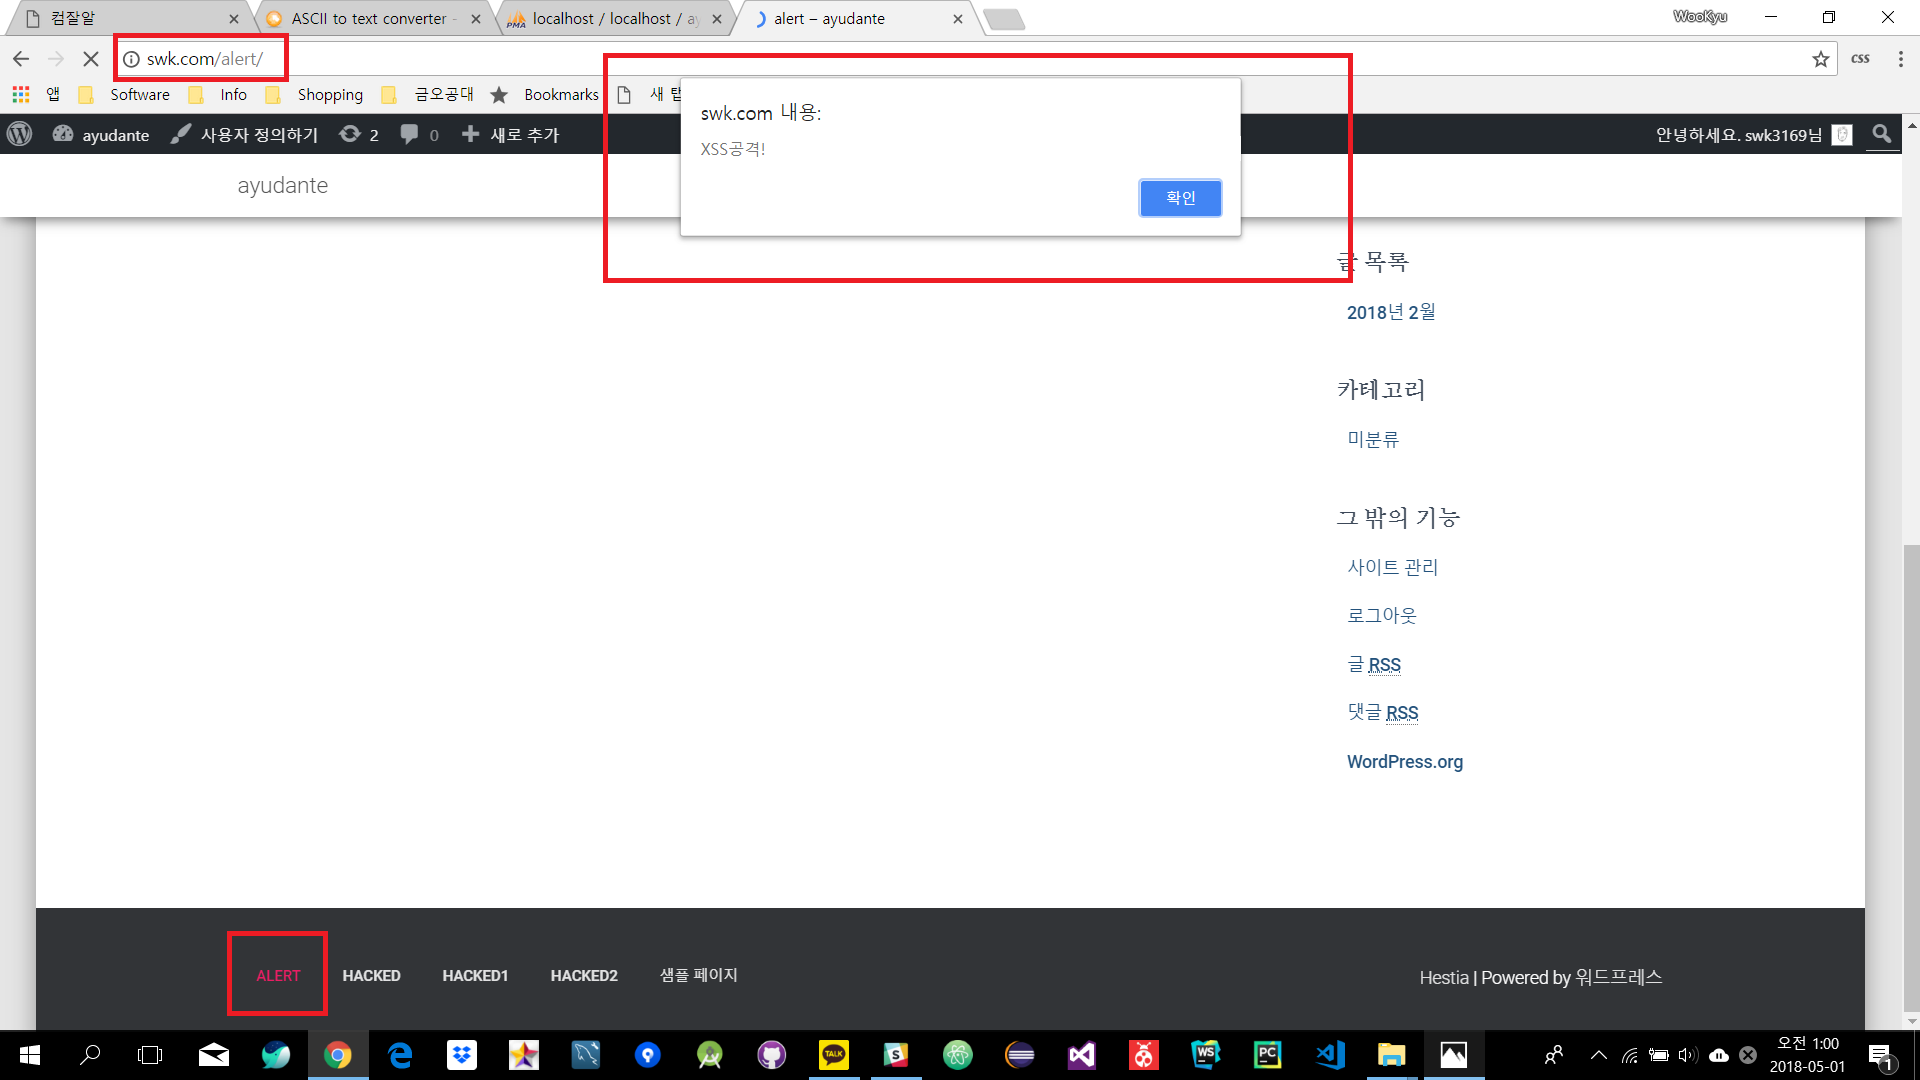 컴잘알
ASCII to text converter -
localhost / localhost / ay
alert – ayudante
WooKyu
swk.com/alert/
css
앱
Software
Info
Shopping
금오공대
Bookmarks
새 탭
swk.com 내용:
XSS공격!
확인
ayudante
사용자 정의하기
2
0
새로 추가
안녕하세요. swk3169님
ayudante
글 목록
2018년 2월
카테고리
미분류
그 밖의 기능
사이트 관리
로그아웃
글 RSS
댓글 RSS
WordPress.org
ALERT
HACKED
HACKED1
HACKED2
샘플 페이지
Hestia | Powered by 워드프레스
오전 1:00
2018-05-01
1